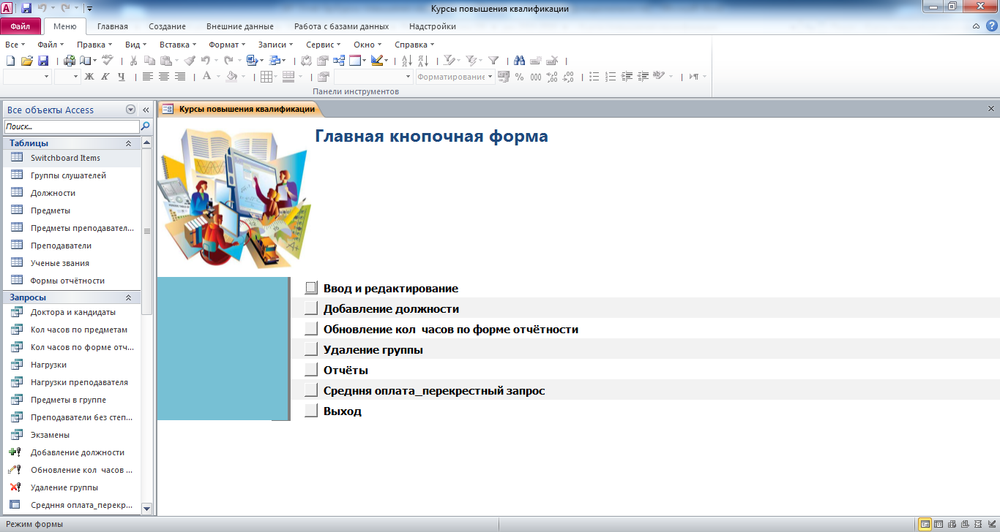 Курсы повышения квалификации
Файл Меню Главная Создание Внешние данные Работа с базами данных Надстройки
Все Файл Правка Вид Вставка Формат Записи Сервис Окно Справка
Ж К Ч Форматирование % 000
Панели инструментов
Все объекты Access
Поиск...
Таблицы
Switchboard Items
Группы слушателей
Должности
Предметы
Предметы преподавател...
Преподаватели
Ученые звания
Формы отчётности
Запросы
Доктора и кандидаты
Кол часов по предметам
Кол часов по форме отч...
Нагрузки
Нагрузки преподавателя
Предметы в группе
Преподаватели без степ...
Экзамены
Добавление должности
Обновление кол часов ...
Удаление группы
Средння оплата_перекр...
Курсы повышения квалификации
Главная кнопочная форма
Ввод и редактирование
Добавление должности
Обновление кол часов по форме отчётности
Удаление группы
Отчёты
Средння оплата_перекрестный запрос
Выход
Режим формы